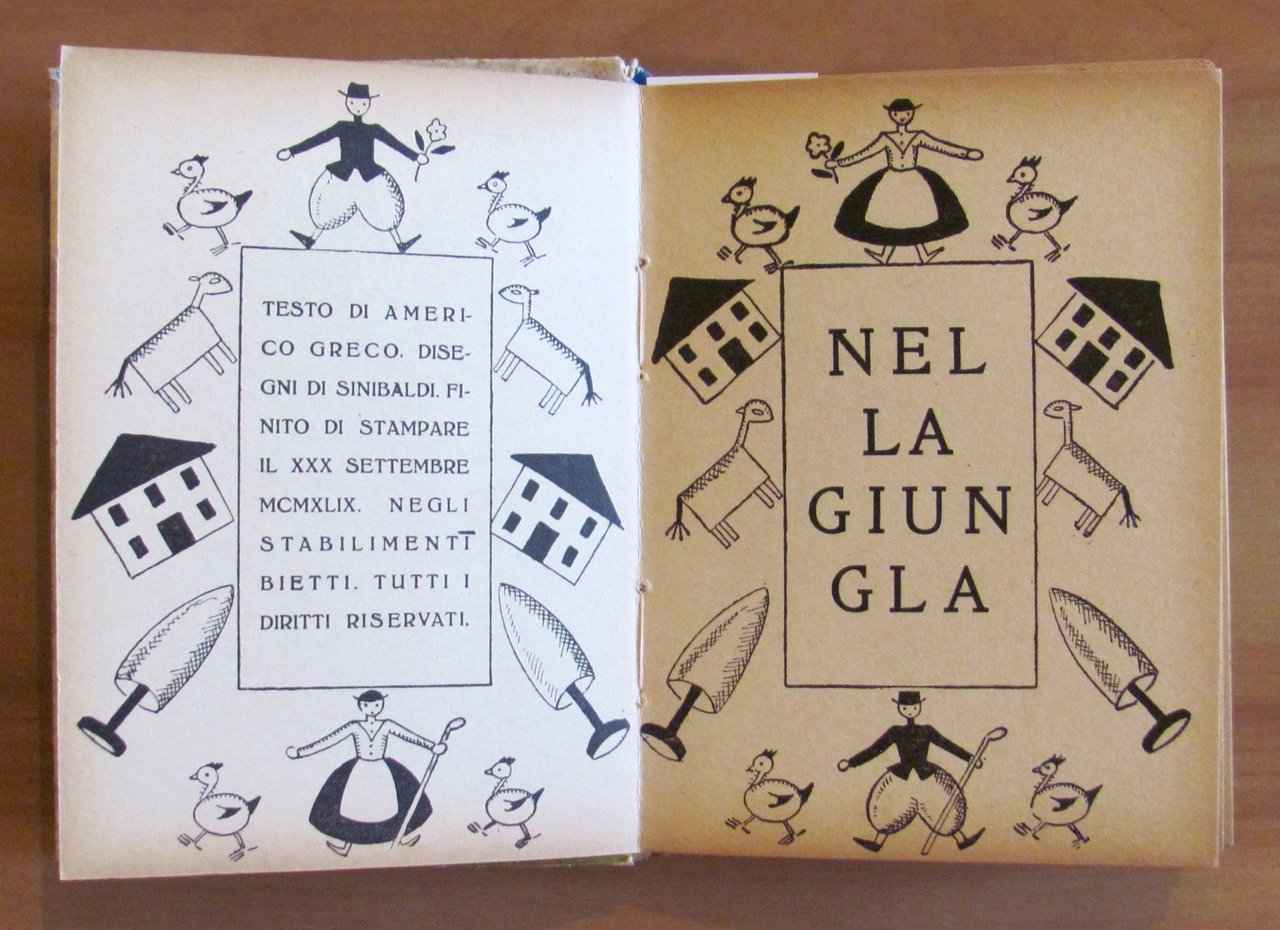 TESTO DI AMERI-
CO GRECO. DISE-
GNI DI SINIBALDI. FI-
NITO DI STAMPARE
IL XXX SETTEMBRE
MCMXLIX. NEGLI
STABILIMENTI
BIETTI. TUTTI I
DIRITTI RISERVATI.
NEL
LA
GIUN
GLA